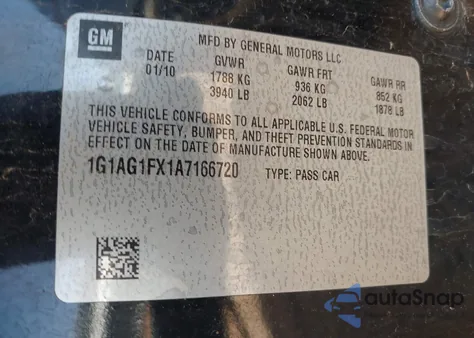 GM
MFD BY GENERAL MOTORS LLC
DATE GVWR GAWR FRT GAWR RR
01/10 1788 KG 936 KG 852 KG
3940 LB 2062 LB 1878 LB
THIS VEHICLE CONFORMS TO ALL APPLICABLE U.S. FEDERAL MOTOR
VEHICLE SAFETY, BUMPER, AND THEFT PREVENTION STANDARDS IN
EFFECT ON THE DATE OF MANUFACTURE SHOWN ABOVE.
1G1AG1FX1A7166720 TYPE: PASS CAR
autoSnap